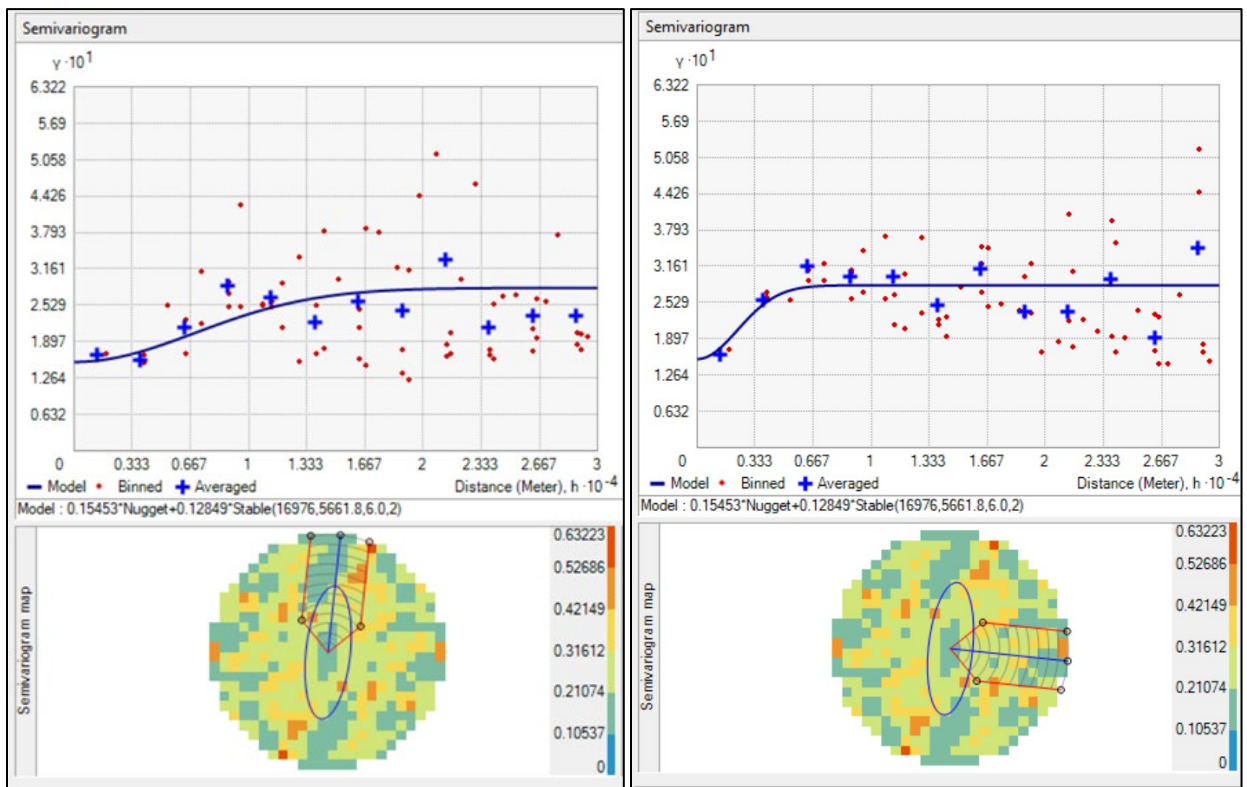 Semivariogram
γ ·10¹
6.322
5.69
5.058
4.426
3.793
3.161
2.529
1.897
1.264
0.632
0 0.333 0.667 1 1.333 1.667 2 2.333 2.667 3
Model Binned Averaged Distance (Meter), h ·10⁻⁴
Model : 0.15453*Nugget+0.12849*Stable(16976,5661.8,6.0,2)
Semivariogram map
0.63223
0.52686
0.42149
0.31612
0.21074
0.10537
0
Semivariogram
γ ·10¹
6.322
5.69
5.058
4.426
3.793
3.161
2.529
1.897
1.264
0.632
0 0.333 0.667 1 1.333 1.667 2 2.333 2.667 3
Model Binned Averaged Distance (Meter), h ·10⁻⁴
Model : 0.15453*Nugget+0.12849*Stable(16976,5661.8,6.0,2)
Semivariogram map
0.63223
0.52686
0.42149
0.31612
0.21074
0.10537
0